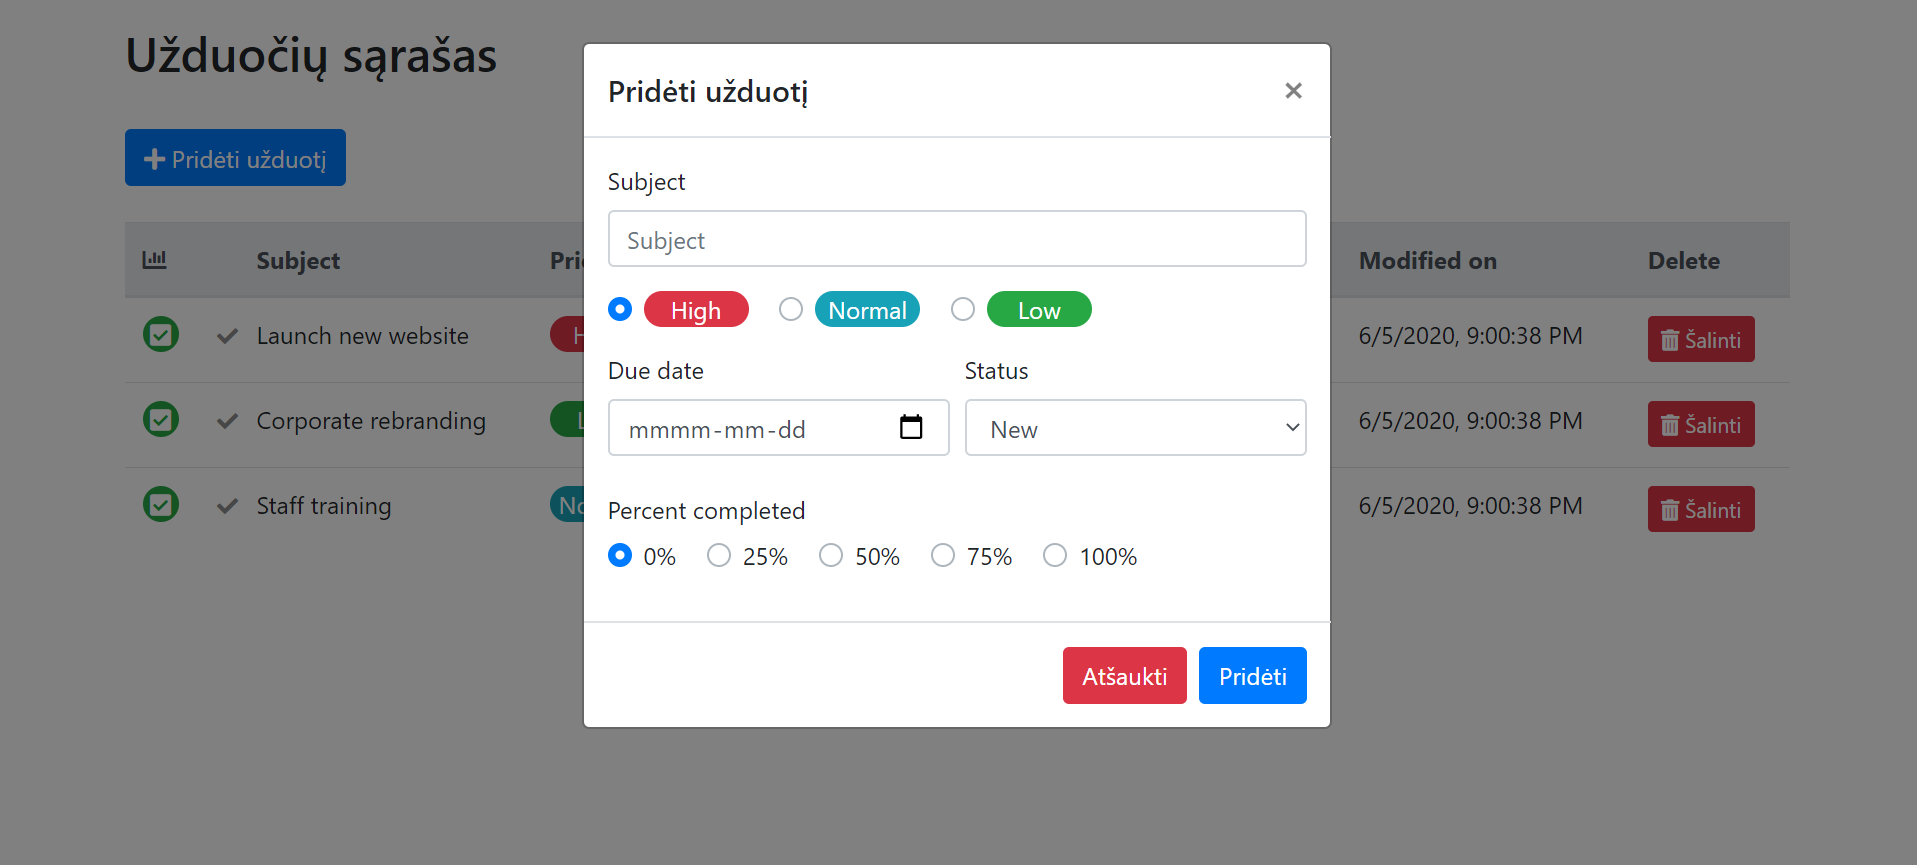 Užduočių sąrašas
Pridėti užduotį
Subject
Modified on
Delete
Launch new website
6/5/2020, 9:00:38 PM
Šalinti
Corporate rebranding
6/5/2020, 9:00:38 PM
Šalinti
Staff training
6/5/2020, 9:00:38 PM
Šalinti
Pridėti užduotį
×
Subject
Subject
High Normal Low
Due date Status
mmmm-mm-dd New
Percent completed
0% 25% 50% 75% 100%
Atšaukti Pridėti